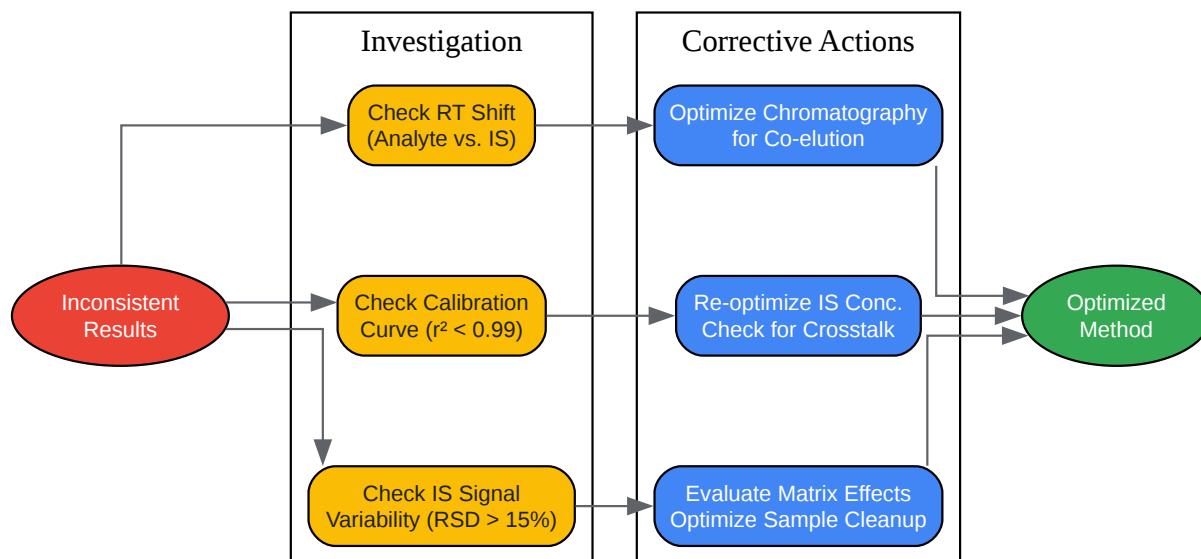 Investigation
Corrective Actions
Check RT Shift
(Analyte vs. IS)
Optimize Chromatography
for Co-elution
Inconsistent
Results
Check Calibration
Curve (r² < 0.99)
Re-optimize IS Conc.
Check for Crosstalk
Optimized
Method
Check IS Signal
Variability (RSD > 15%)
Evaluate Matrix Effects
Optimize Sample Cleanup